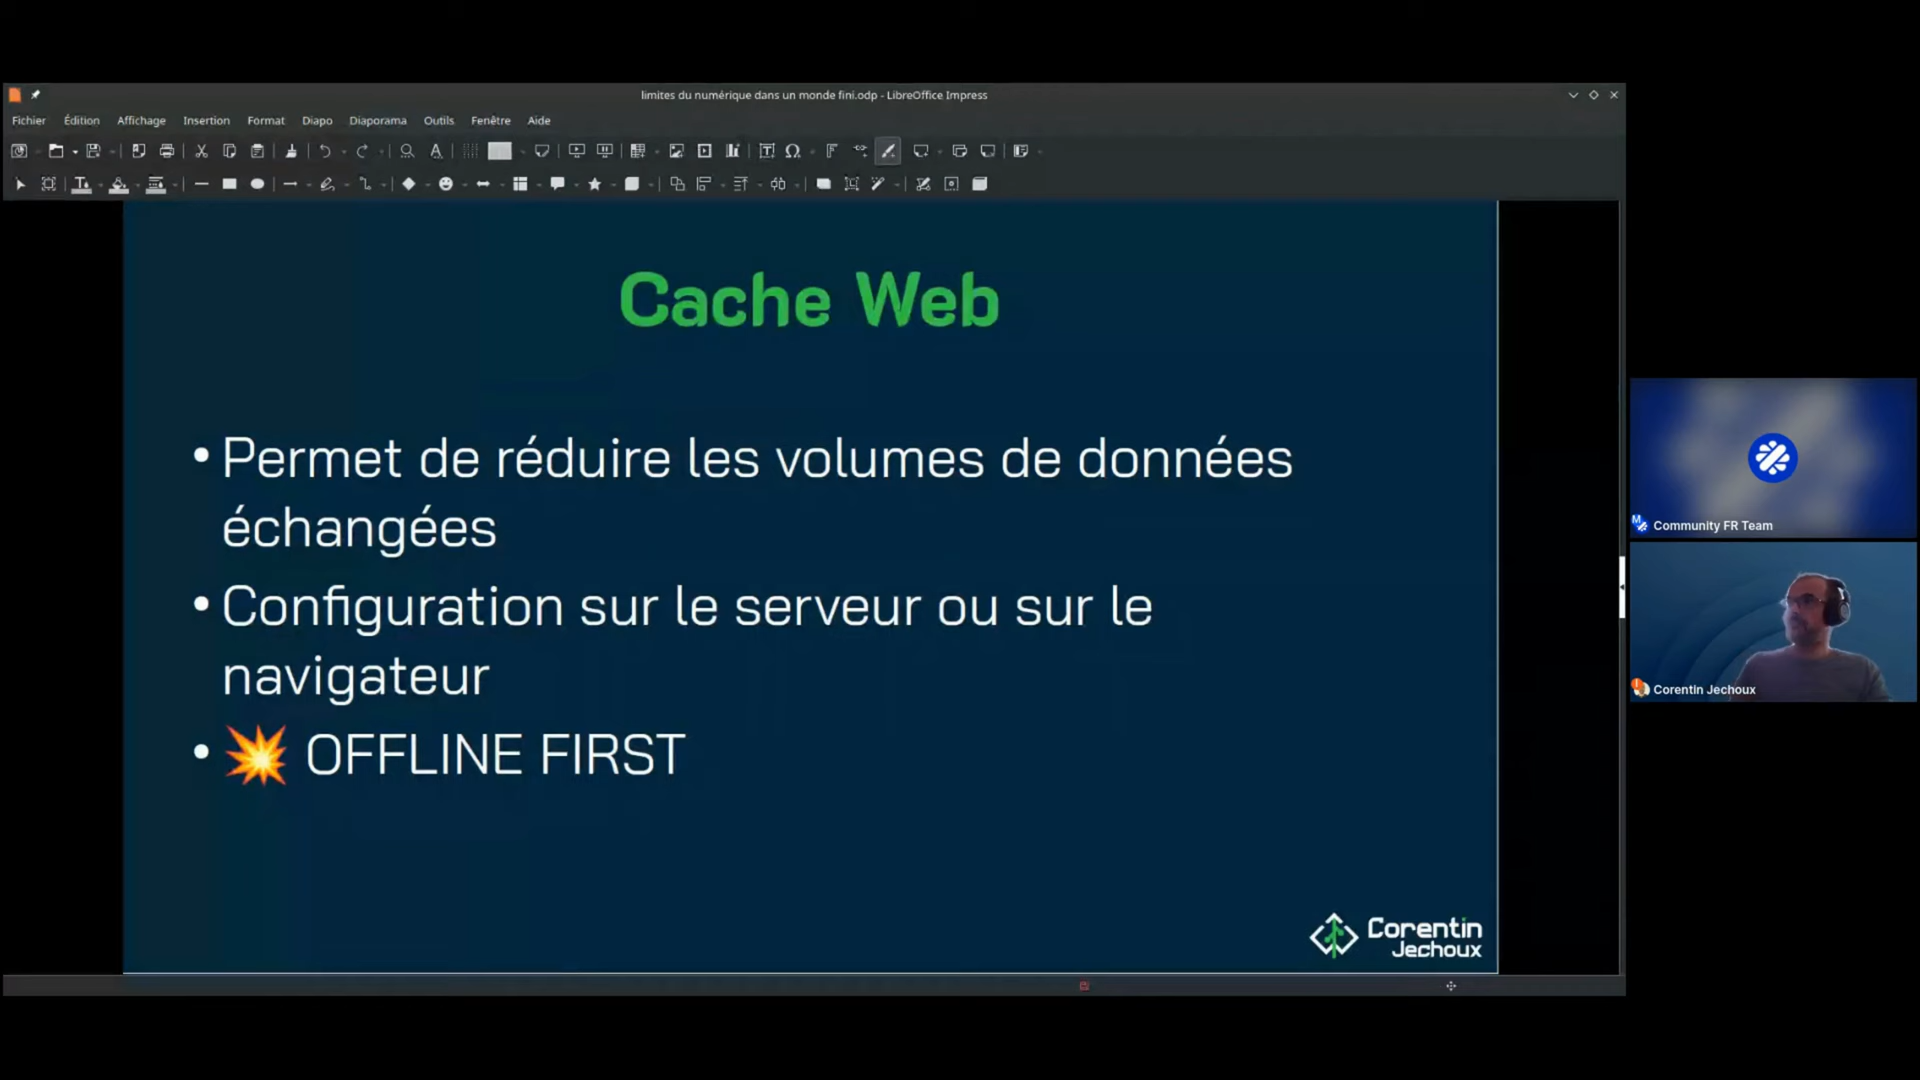 limites du numérique dans un monde fini.odp - LibreOffice Impress
Fichier Édition Affichage Insertion Format Diapo Diaporama Outils Fenêtre Aide
Cache Web
• Permet de réduire les volumes de données
échangées
• Configuration sur le serveur ou sur le
navigateur
• 💥 OFFLINE FIRST
Corentin
Jechoux
Community FR Team
Corentin Jechoux